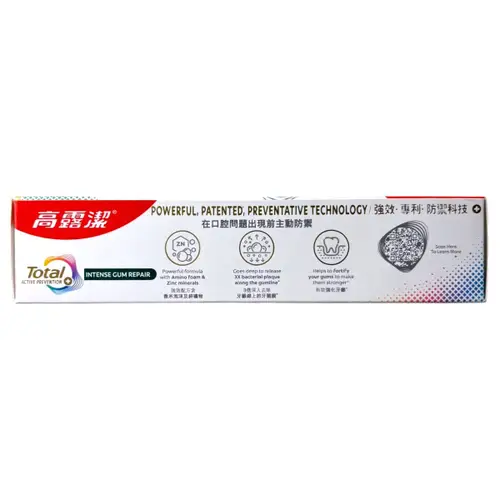 高露潔®
POWERFUL, PATENTED, PREVENTATIVE TECHNOLOGY / 強效·專利·防禦科技
在口腔問題出現前主動防禦
Total
ACTIVE PREVENTION
INTENSE GUM REPAIR
ZN
Powerful formula
with Amino foam &
Zinc minerals
Goes deep to release
3X bacterial plaque
along the gumline
Helps to fortify
your gums to make
them stronger
Scan Here
To Learn More